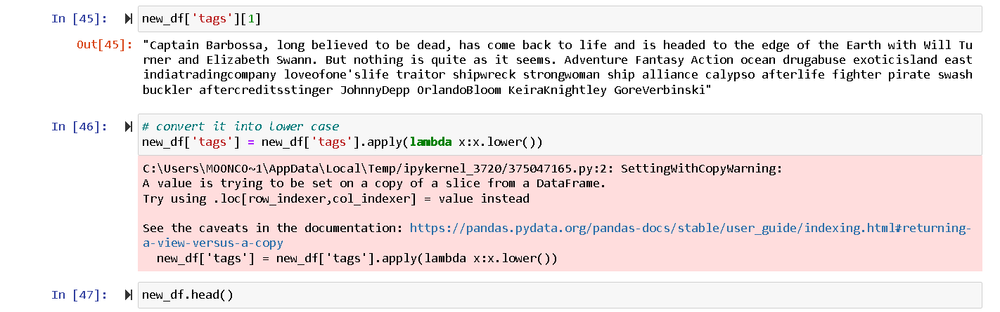 In [45]: new_df['tags'][1]
Out[45]: "Captain Barbossa, long believed to be dead, has come back to life and is headed to the edge of the Earth with Will Tu
rner and Elizabeth Swann. But nothing is quite as it seems. Adventure Fantasy Action ocean drugabuse exoticisland east
indiatradingcompany loveofone'slife traitor shipwreck strongwoman ship alliance calypso afterlife fighter pirate swash
buckler aftercreditsstinger JohnnyDepp OrlandoBloom KeiraKnightley GoreVerbinski"
In [46]: # convert it into lower case
new_df['tags'] = new_df['tags'].apply(lambda x:x.lower())
C:\Users\MOONCO~1\AppData\Local\Temp/ipykernel_3720/375047165.py:2: SettingWithCopyWarning:
A value is trying to be set on a copy of a slice from a DataFrame.
Try using .loc[row_indexer,col_indexer] = value instead
See the caveats in the documentation: https://pandas.pydata.org/pandas-docs/stable/user_guide/indexing.html#returning-
a-view-versus-a-copy
new_df['tags'] = new_df['tags'].apply(lambda x:x.lower())
In [47]: new_df.head()